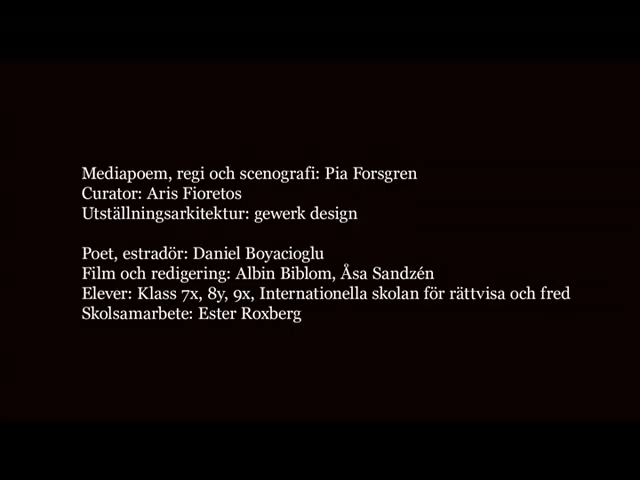 Mediapoem, regi och scenografi: Pia Forsgren
Curator: Aris Fioretos
Utställningsarkitektur: gewerk design
Poet, estradör: Daniel Boyacioglu
Film och redigering: Albin Biblom, Åsa Sandzén
Elever: Klass 7x, 8y, 9x, Internationella skolan för rättvisa och fred
Skolsamarbete: Ester Roxberg